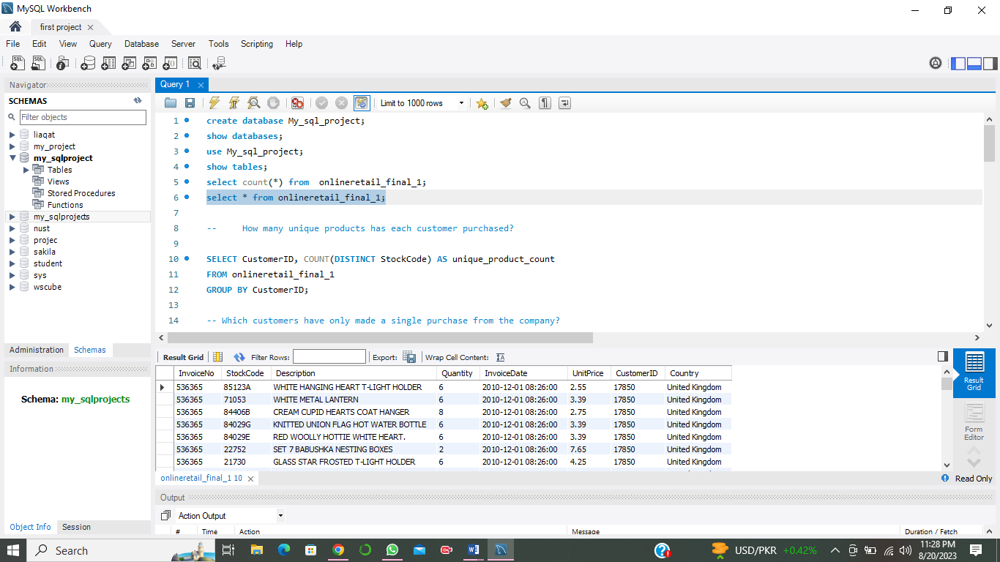 MySQL Workbench
first project
File Edit View Query Database Server Tools Scripting Help
Navigator
SCHEMAS
Filter objects
liaqat
my_project
my_sqlproject
Tables
Views
Stored Procedures
Functions
my_sqlprojects
nust
projec
sakila
student
sys
wscube
Administration Schemas
Information
Schema: my_sqlprojects
Object Info Session
Query 1
Limit to 1000 rows
1 create database My_sql_project;
2 show databases;
3 use My_sql_project;
4 show tables;
5 select count(*) from  onlineretail_final_1;
6 select * from onlineretail_final_1;
7
8 --     How many unique products has each customer purchased?
9
10 SELECT CustomerID, COUNT(DISTINCT StockCode) AS unique_product_count
11 FROM onlineretail_final_1
12 GROUP BY CustomerID;
13
14 -- Which customers have only made a single purchase from the company?
Result Grid Filter Rows: Export: Wrap Cell Content:
InvoiceNo StockCode Description Quantity InvoiceDate UnitPrice CustomerID Country
536365 85123A WHITE HANGING HEART T-LIGHT HOLDER 6 2010-12-01 08:26:00 2.55 17850 United Kingdom
536365 71053 WHITE METAL LANTERN 6 2010-12-01 08:26:00 3.39 17850 United Kingdom
536365 84406B CREAM CUPID HEARTS COAT HANGER 8 2010-12-01 08:26:00 2.75 17850 United Kingdom
536365 84029G KNITTED UNION FLAG HOT WATER BOTTLE 6 2010-12-01 08:26:00 3.39 17850 United Kingdom
536365 84029E RED WOOLLY HOTTIE WHITE HEART. 6 2010-12-01 08:26:00 3.39 17850 United Kingdom
536365 22752 SET 7 BABUSHKA NESTING BOXES 2 2010-12-01 08:26:00 7.65 17850 United Kingdom
536365 21730 GLASS STAR FROSTED T-LIGHT HOLDER 6 2010-12-01 08:26:00 4.25 17850 United Kingdom
Result
Grid
Form
Editor
onlineretail_final_1 10
Read Only
Output
Action Output
# Time Action Message Duration / Fetch
Search
USD/PKR +0.42%
11:28 PM
8/20/2023